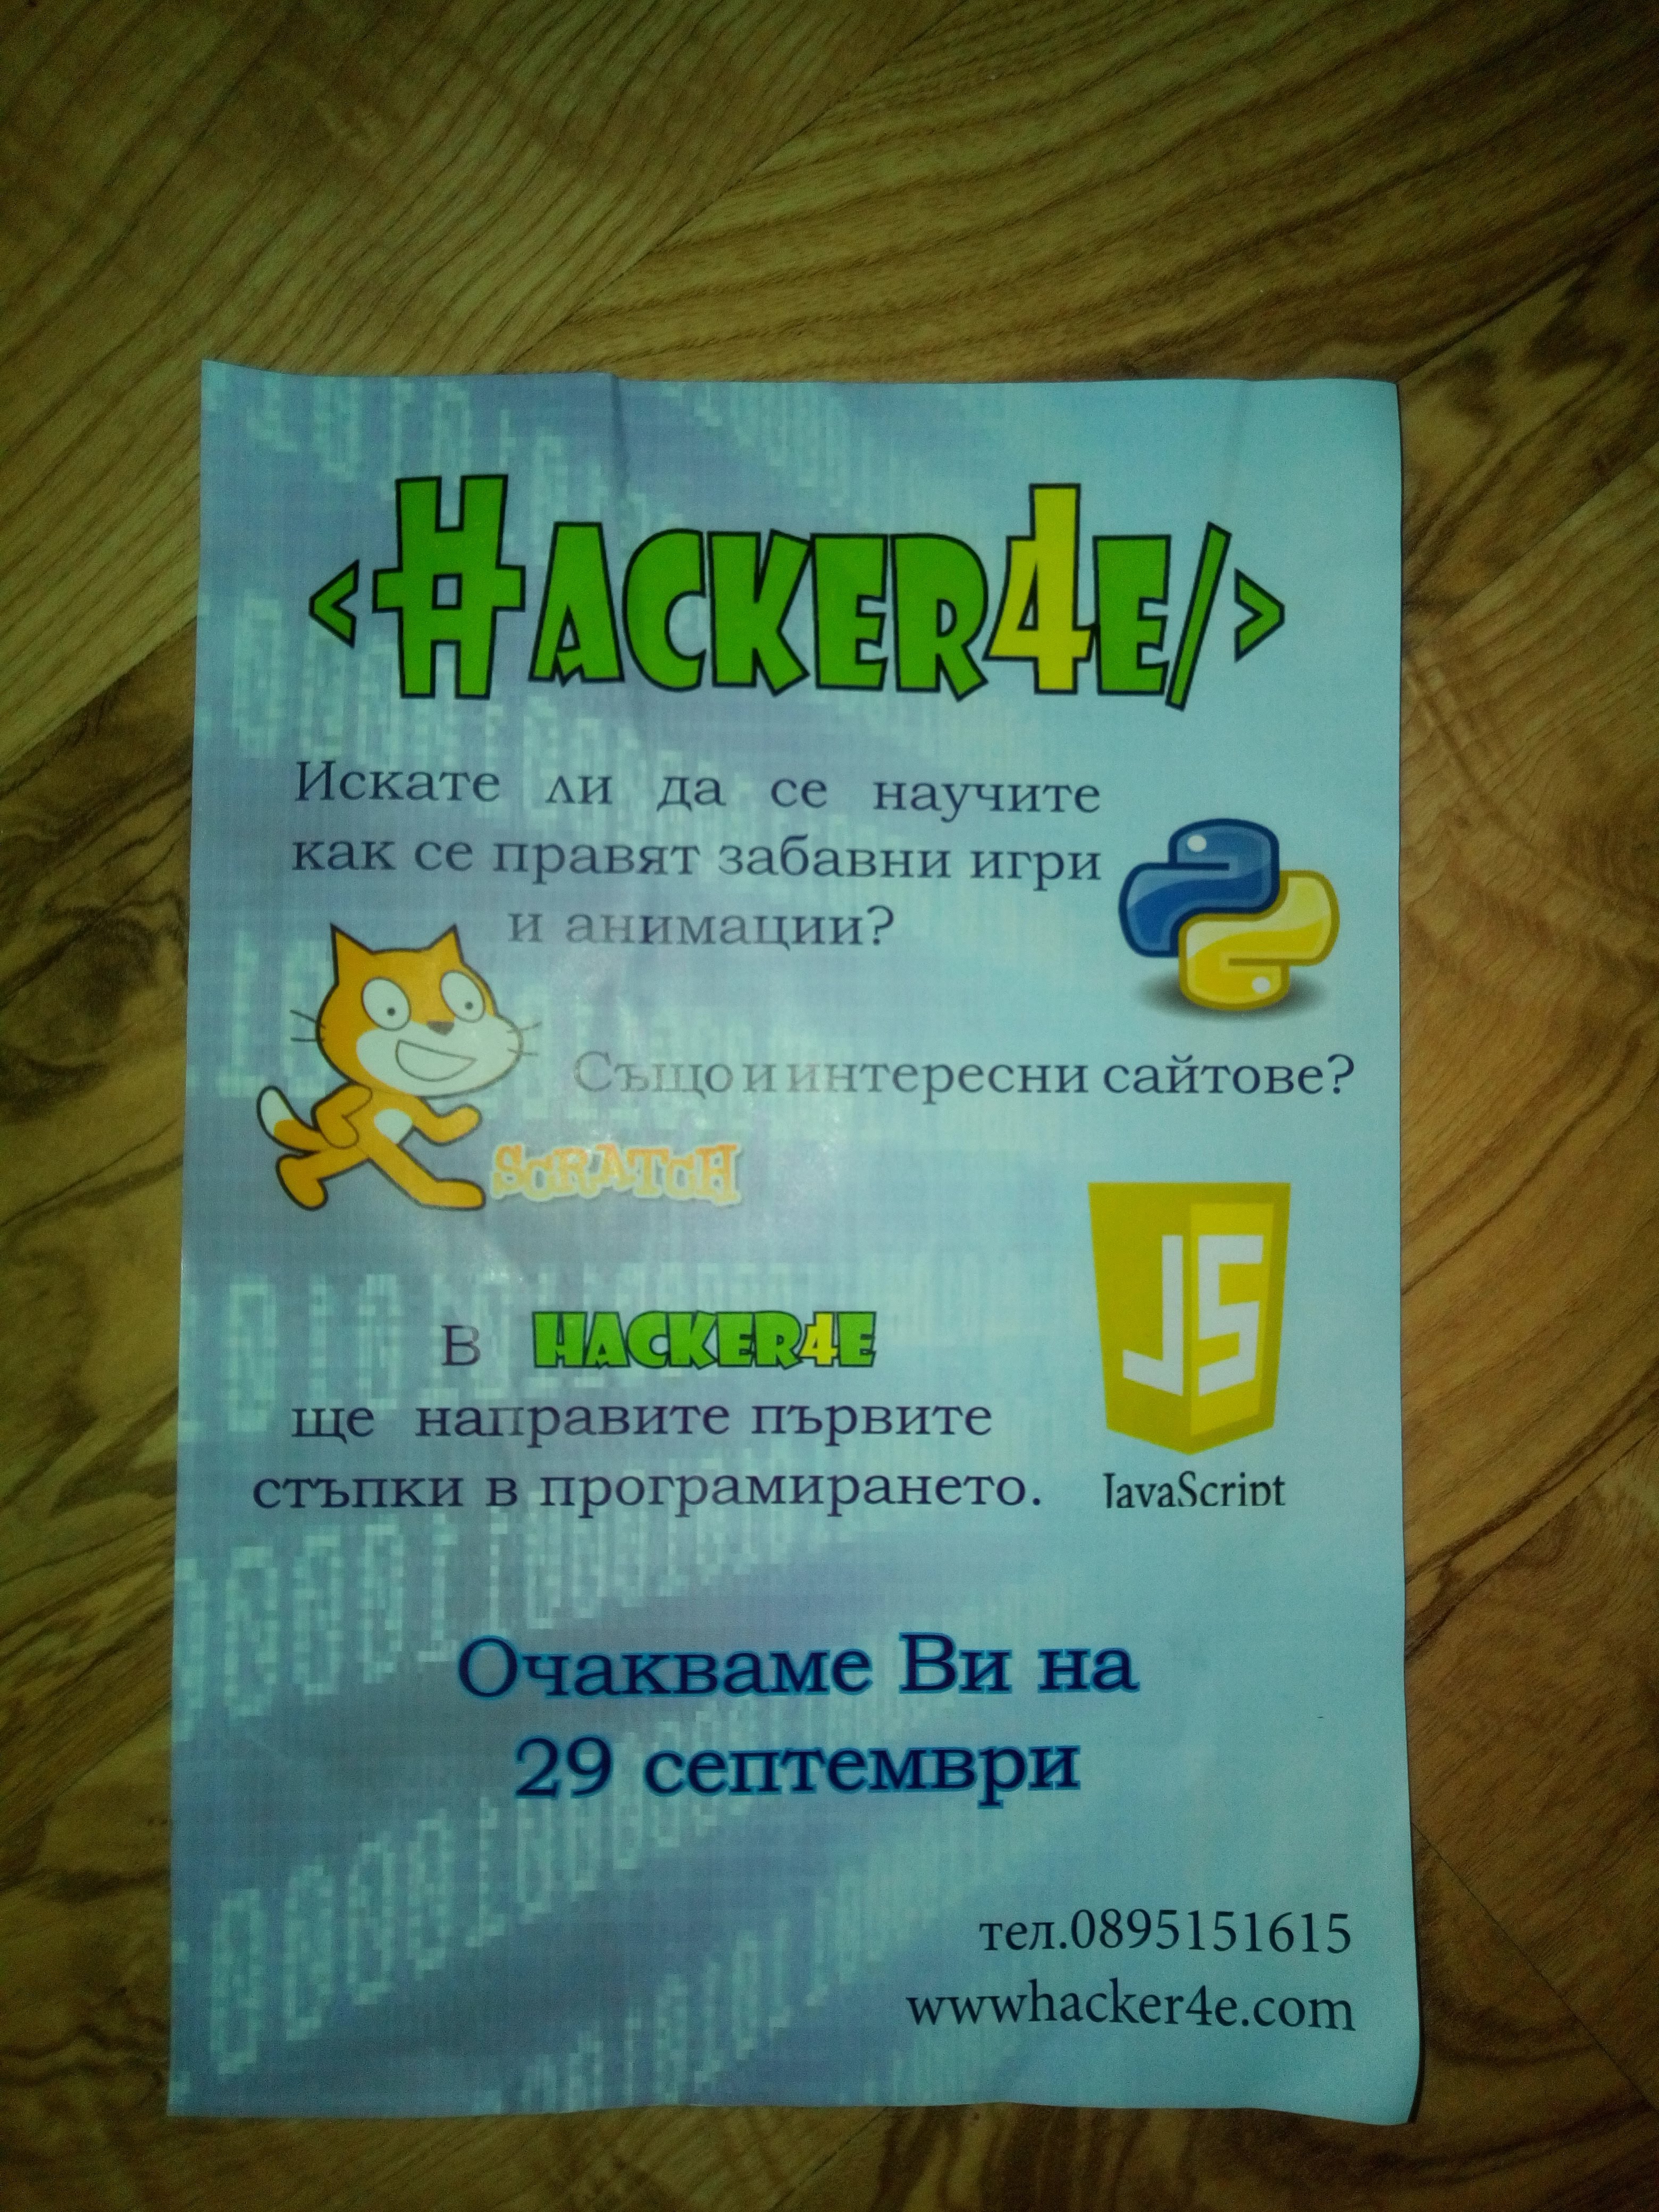 <HACKER4E/>
Искате ли да се научите
как се правят забавни игри
и анимации?
Също и интересни сайтове?
SCRATCH
JS
JavaScript
В HACKER4E
ще направите първите
стъпки в програмирането.
Очакваме Ви на
29 септември
тел.0895151615
wwwhacker4e.com